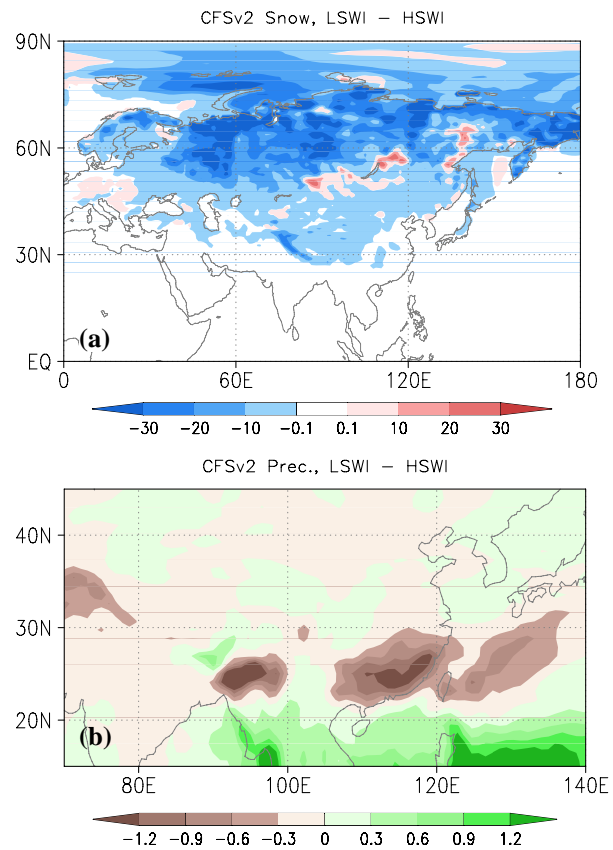 CFSv2 Snow, LSWI − HSWI
90N
60N
30N
EQ
(a)
0 60E 120E 180
−30 −20 −10 −0.1 0.1 10 20 30
CFSv2 Prec., LSWI − HSWI
40N
30N
20N
(b)
80E 100E 120E 140E
−1.2 −0.9 −0.6 −0.3 0 0.3 0.6 0.9 1.2